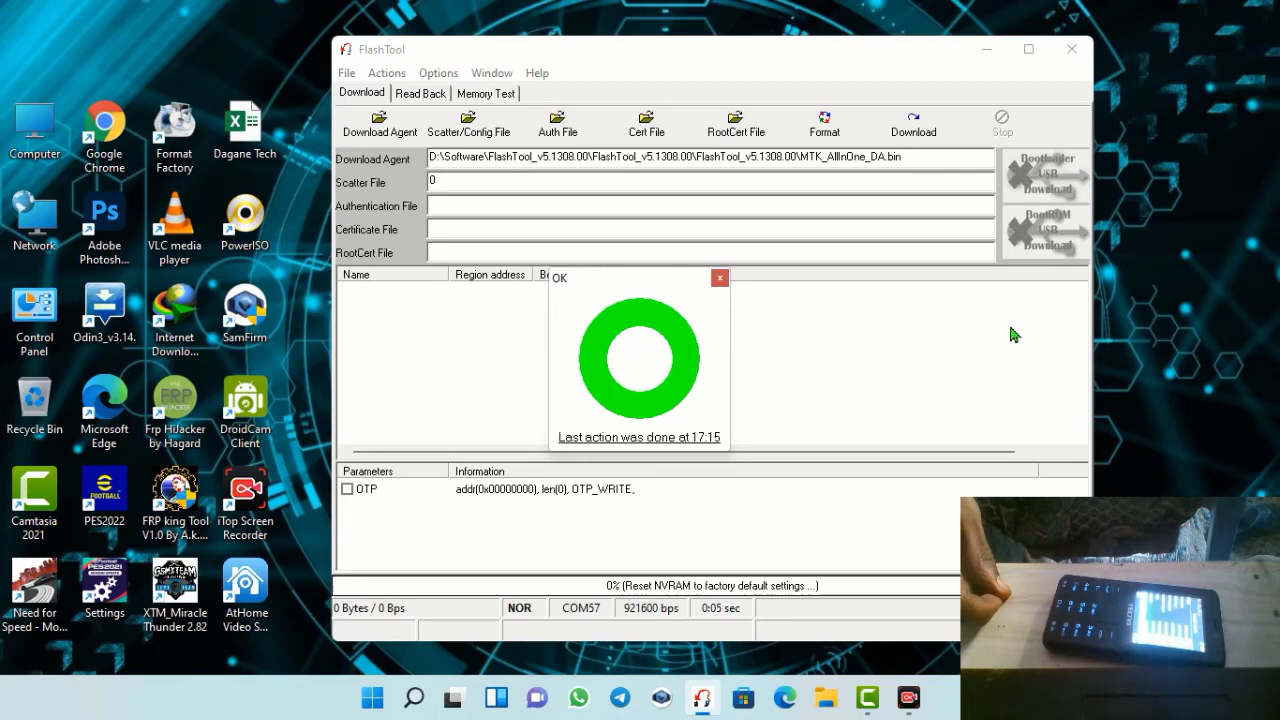 Computer
Google
Chrome
Format
Factory
Dagane Tech
Network
Adobe
Photosh...
VLC media
player
PowerISO
Control
Panel
Odin3_v3.14.
Internet
Downlo...
SamFirm
Recycle Bin
Microsoft
Edge
Frp HiJacker
by Hagard
DroidCam
Client
Camtasia
2021
PES2022
FRP king Tool
V1.0 By A.k....
iTop Screen
Recorder
Need for
Speed - Mo...
Settings
XTM_Miracle
Thunder 2.82
AtHome
Video S...
FlashTool
File Actions Options Window Help
Download Read Back Memory Test
Download Agent Scatter/Config File Auth File Cert File RootCert File Format Download Stop
Download Agent D:\Software\FlashTool_v5.1308.00\FlashTool_v5.1308.00\FlashTool_v5.1308.00\MTK_AllInOne_DA.bin
Scatter File 0
Authentication File
Certificate File
RootCert File
Bootloader
USB
Download
BootROM
USB
Download
Name Region address
OK
Last action was done at 17:15
Parameters Information
OTP addr(0x00000000), len(0), OTP_WRITE,
0% (Reset NVRAM to factory default settings ...)
0 Bytes / 0 Bps NOR COM57 921600 bps 0:05 sec
TECNO